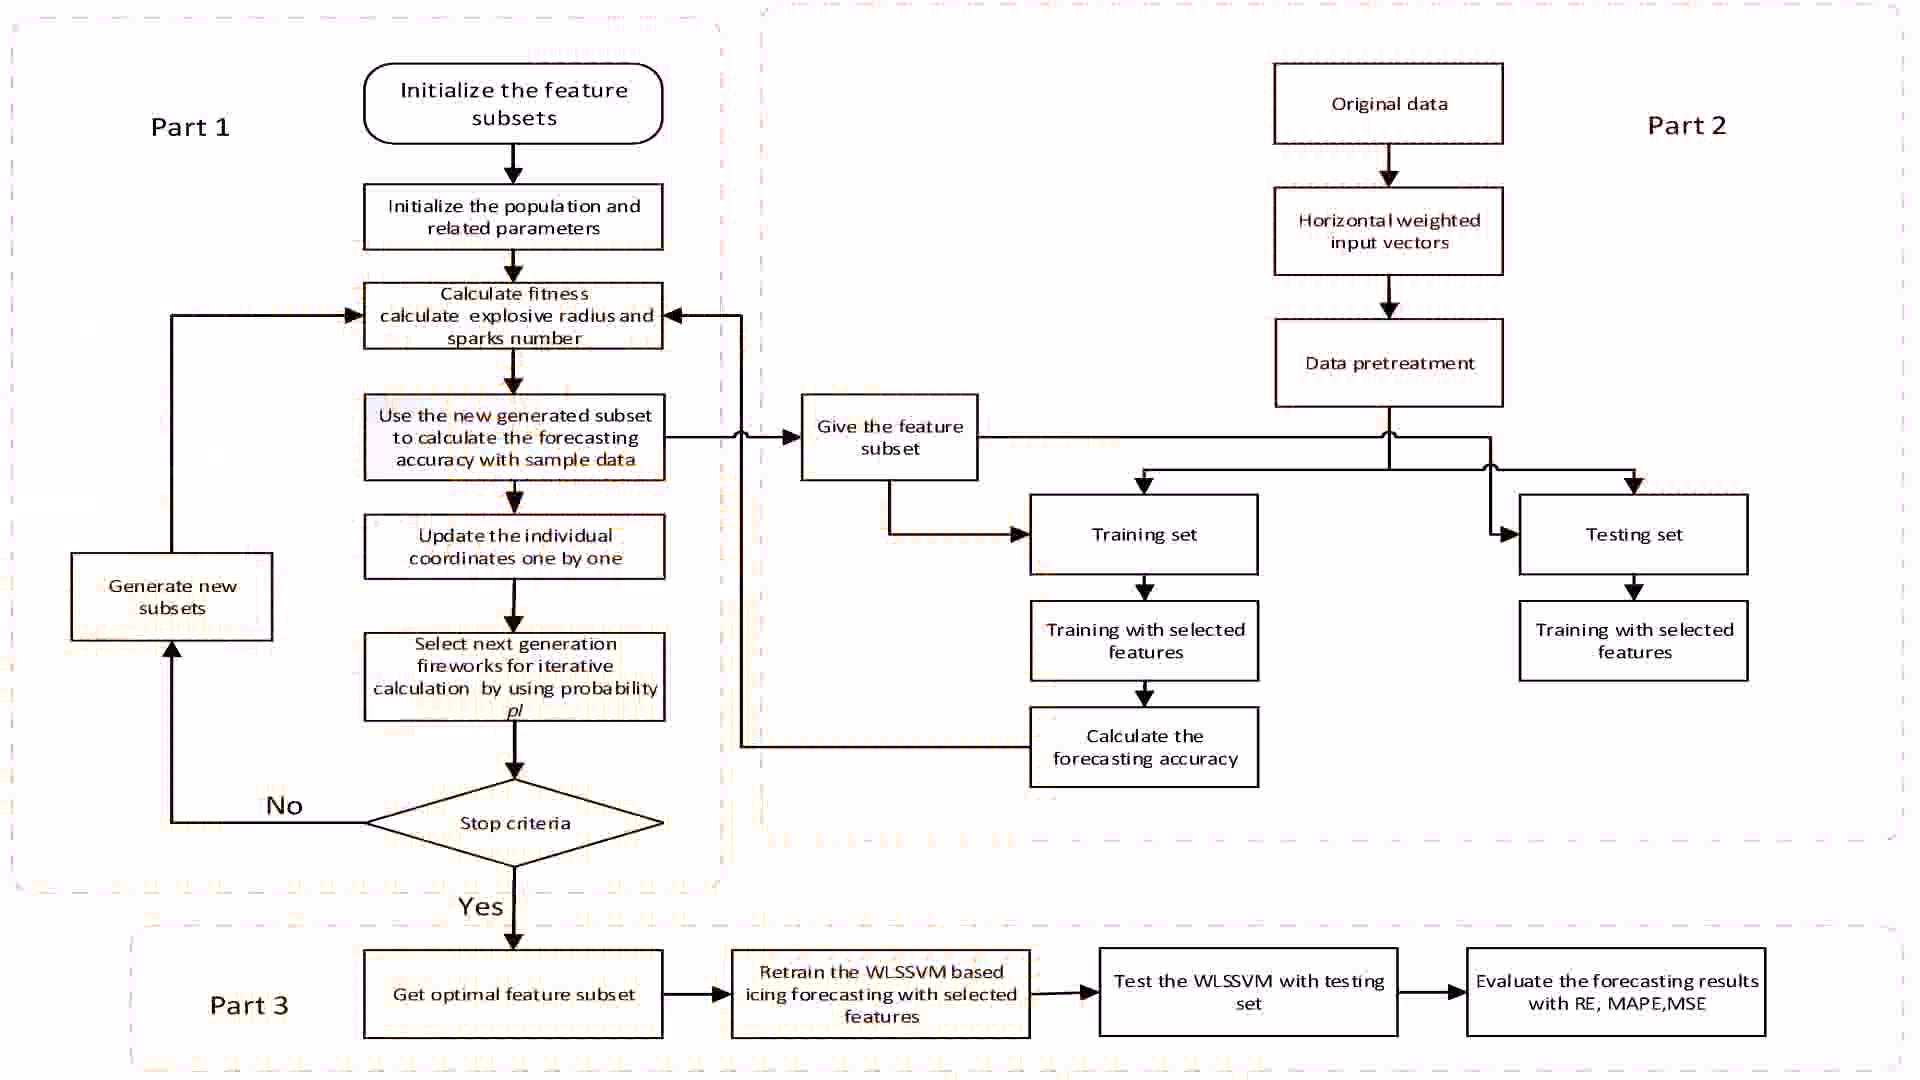 Part 1
Initialize the feature
subsets
Initialize the population and
related parameters
Calculate fitness
calculate explosive radius and
sparks number
Use the new generated subset
to calculate the forecasting
accuracy with sample data
Update the individual
coordinates one by one
Generate new
subsets
Select next generation
fireworks for iterative
calculation by using probability
pl
No
Stop criteria
Yes
Part 2
Original data
Horizontal weighted
input vectors
Data pretreatment
Give the feature
subset
Training set
Testing set
Training with selected
features
Training with selected
features
Calculate the
forecasting accuracy
Part 3
Get optimal feature subset
Retrain the WLSSVM based
icing forecasting with selected
features
Test the WLSSVM with testing
set
Evaluate the forecasting results
with RE, MAPE,MSE